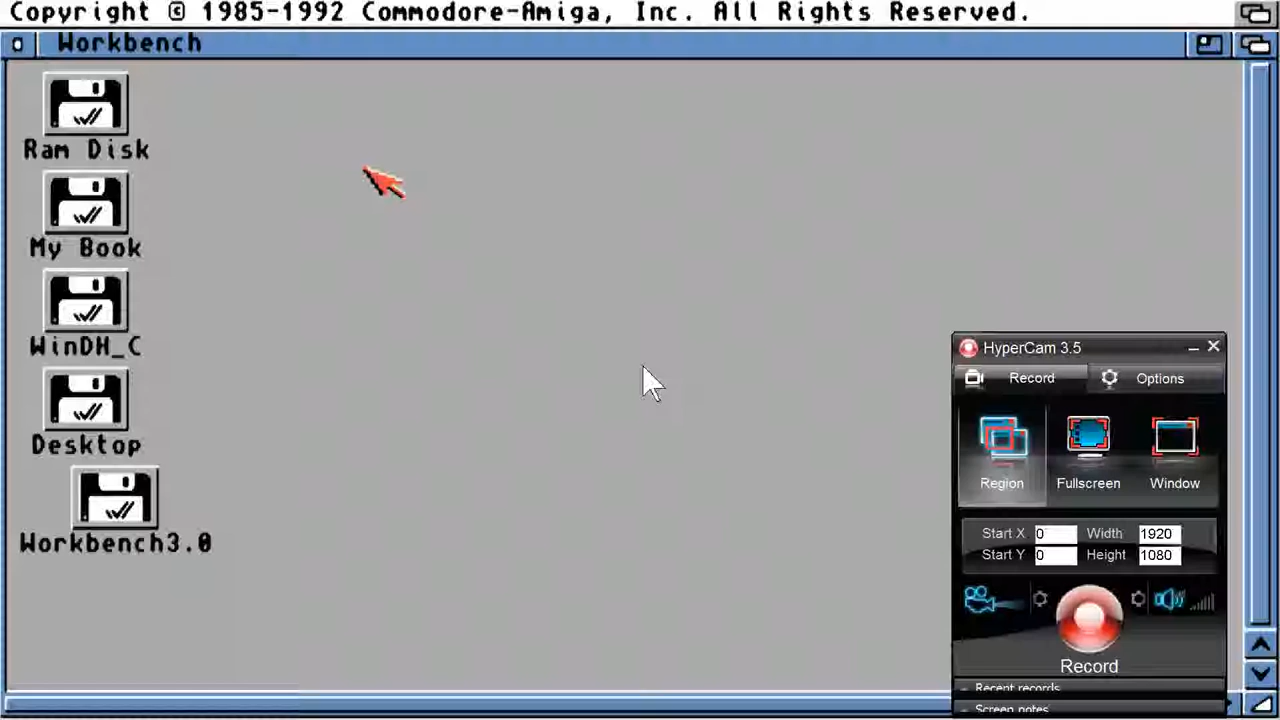 Copyright © 1985-1992 Commodore-Amiga, Inc. All Rights Reserved.
Workbench
Ram Disk
My Book
WinDH_C
Desktop
Workbench3.0
HyperCam 3.5
Record Options
Region Fullscreen Window
Start X 0 Width 1920
Start Y 0 Height 1080
Record
Recent records
Screen notes